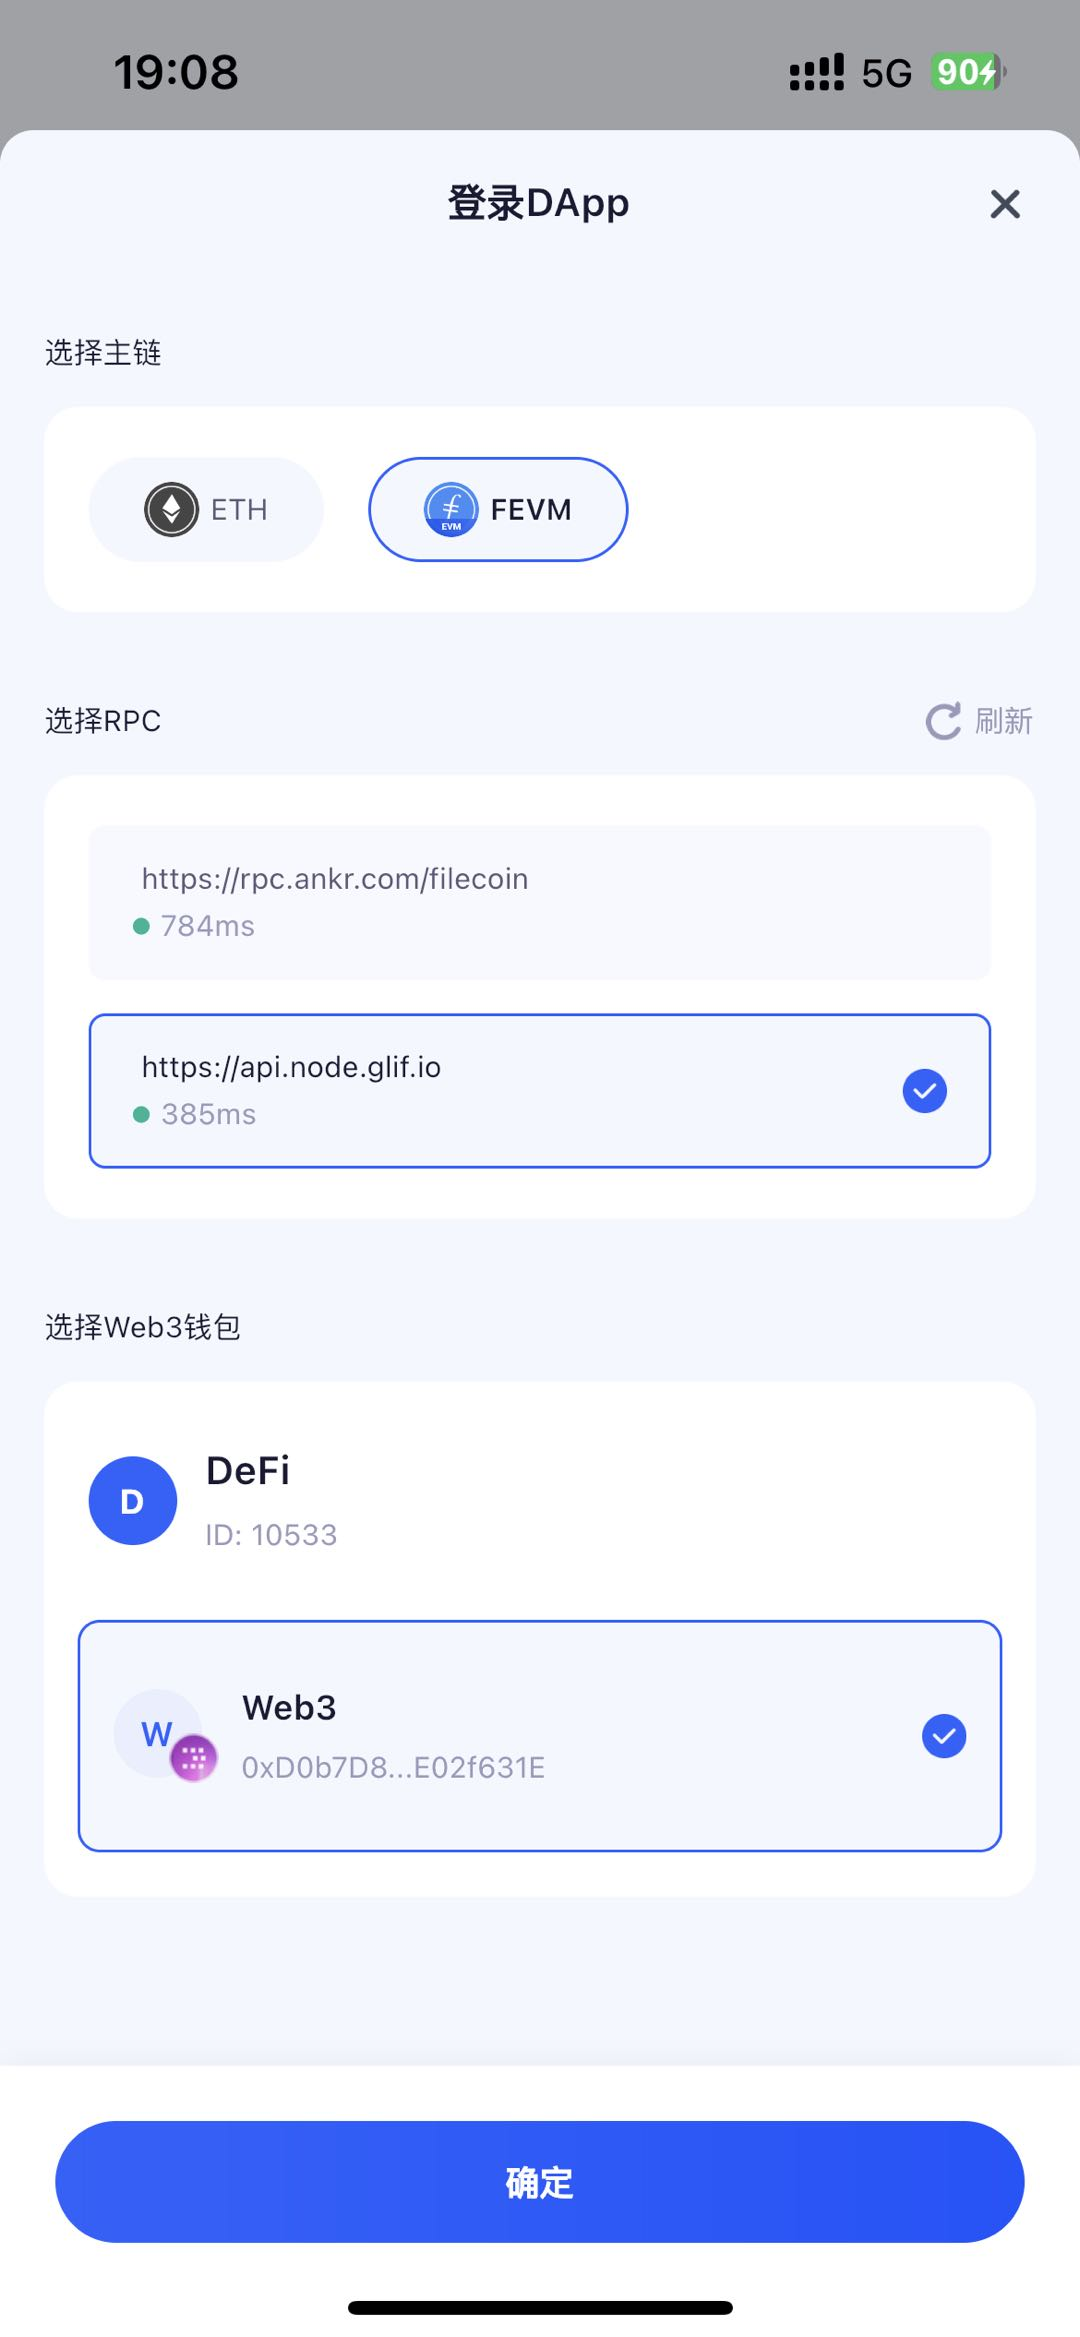 19:08
5G
90
登录DApp
选择主链
ETH
EVM
FEVM
选择RPC
刷新
https://rpc.ankr.com/filecoin
784ms
https://api.node.glif.io
385ms
选择Web3钱包
D
DeFi
ID: 10533
W
Web3
0xD0b7D8...E02f631E
确定